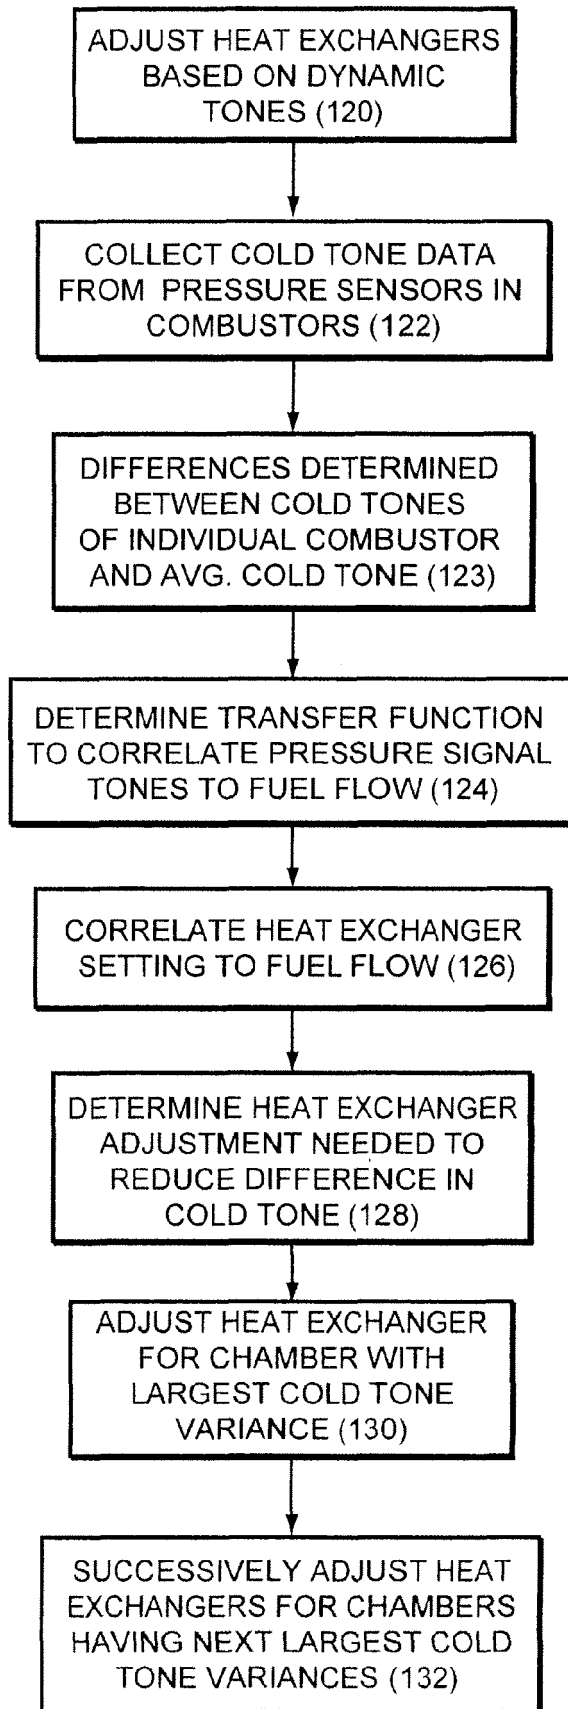 ADJUST HEAT EXCHANGERS
BASED ON DYNAMIC
TONES (120)
COLLECT COLD TONE DATA
FROM PRESSURE SENSORS IN
COMBUSTORS (122)
DIFFERENCES DETERMINED
BETWEEN COLD TONES
OF INDIVIDUAL COMBUSTOR
AND AVG. COLD TONE (123)
DETERMINE TRANSFER FUNCTION
TO CORRELATE PRESSURE SIGNAL
TONES TO FUEL FLOW (124)
CORRELATE HEAT EXCHANGER
SETTING TO FUEL FLOW (126)
DETERMINE HEAT EXCHANGER
ADJUSTMENT NEEDED TO
REDUCE DIFFERENCE IN
COLD TONE (128)
ADJUST HEAT EXCHANGER
FOR CHAMBER WITH
LARGEST COLD TONE
VARIANCE (130)
SUCCESSIVELY ADJUST HEAT
EXCHANGERS FOR CHAMBERS
HAVING NEXT LARGEST COLD
TONE VARIANCES (132)